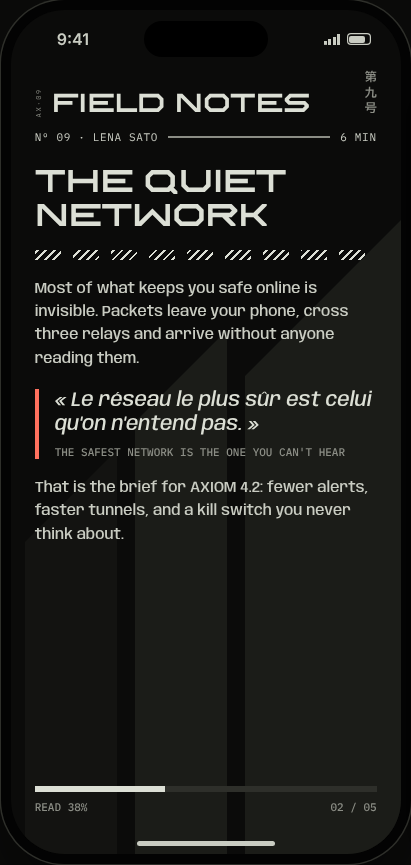 9:41
AX·09
FIELD NOTES
第九号
Nº 09 · LENA SATO
6 MIN
THE QUIET
NETWORK
Most of what keeps you safe online is
invisible. Packets leave your phone, cross
three relays and arrive without anyone
reading them.
« Le réseau le plus sûr est celui
qu'on n'entend pas. »
THE SAFEST NETWORK IS THE ONE YOU CAN'T HEAR
That is the brief for AXIOM 4.2: fewer alerts,
faster tunnels, and a kill switch you never
think about.
READ 38%
02 / 05